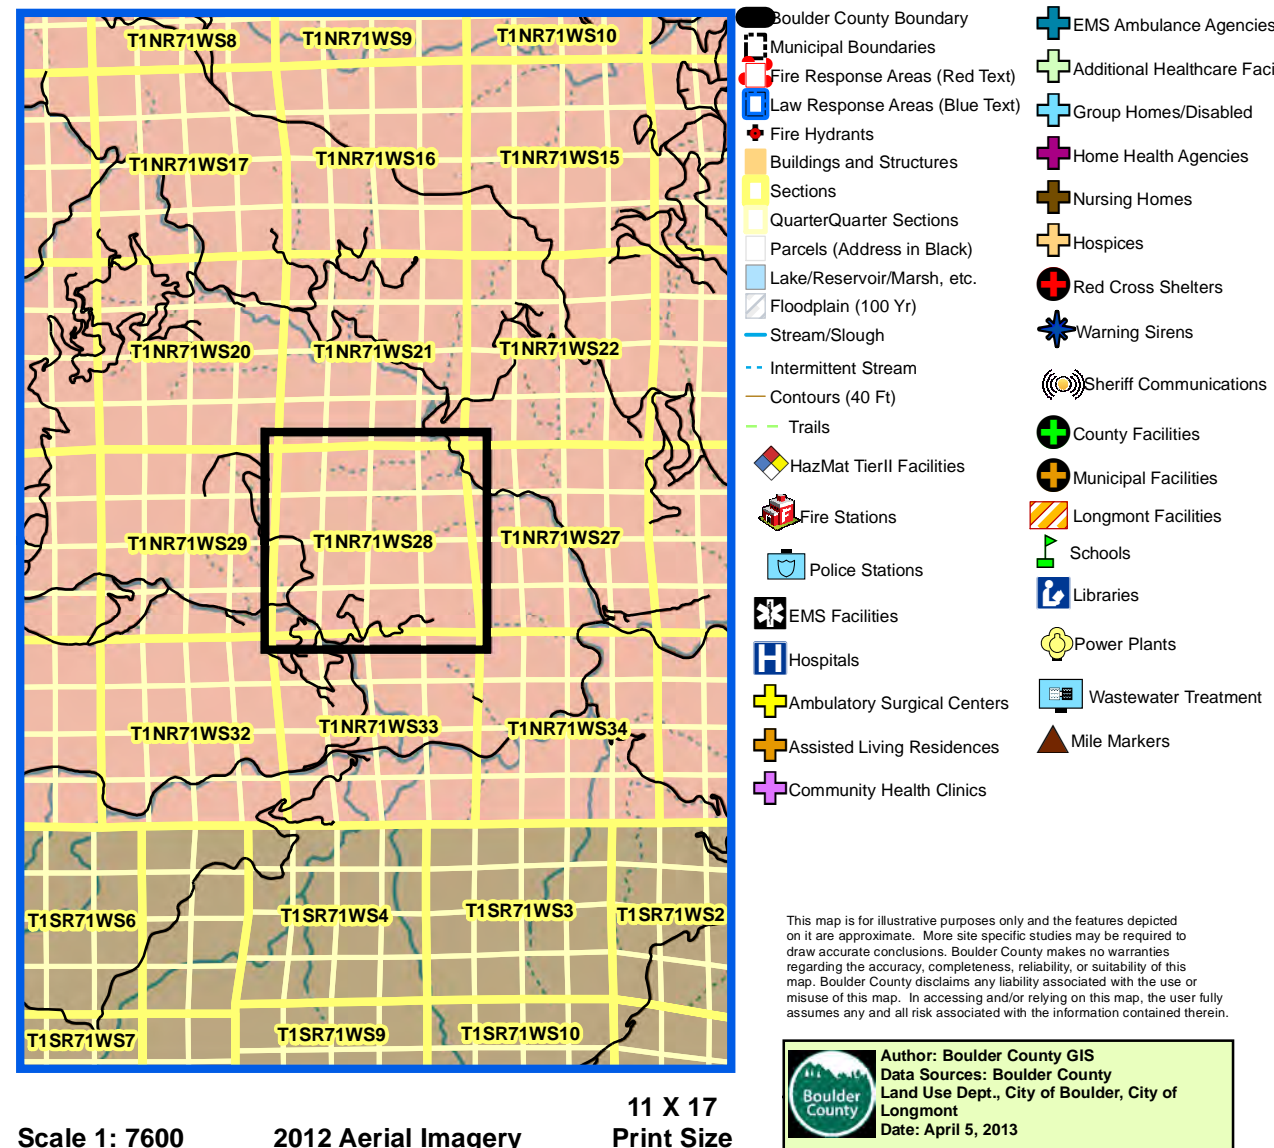 T1NR71WS8
T1NR71WS9
T1NR71WS10
T1NR71WS17
T1NR71WS16
T1NR71WS15
T1NR71WS20
T1NR71WS21
T1NR71WS22
T1NR71WS29
T1NR71WS28
T1NR71WS27
T1NR71WS32
T1NR71WS33
T1NR71WS34
T1SR71WS6
T1SR71WS4
T1SR71WS3
T1SR71WS2
T1SR71WS7
T1SR71WS9
T1SR71WS10
Boulder County Boundary
Municipal Boundaries
Fire Response Areas (Red Text)
Law Response Areas (Blue Text)
Fire Hydrants
Buildings and Structures
Sections
QuarterQuarter Sections
Parcels (Address in Black)
Lake/Reservoir/Marsh, etc.
Floodplain (100 Yr)
Stream/Slough
Intermittent Stream
Contours (40 Ft)
Trails
HazMat TierII Facilities
Fire Stations
Police Stations
EMS Facilities
H Hospitals
Ambulatory Surgical Centers
Assisted Living Residences
Community Health Clinics
EMS Ambulance Agencies
Additional Healthcare Faci
Group Homes/Disabled
Home Health Agencies
Nursing Homes
Hospices
Red Cross Shelters
Warning Sirens
Sheriff Communications
County Facilities
Municipal Facilities
Longmont Facilities
Schools
Libraries
Power Plants
Wastewater Treatment
Mile Markers
This map is for illustrative purposes only and the features depicted
on it are approximate. More site specific studies may be required to
draw accurate conclusions. Boulder County makes no warranties
regarding the accuracy, completeness, reliability, or suitability of this
map. Boulder County disclaims any liability associated with the use or
misuse of this map. In accessing and/or relying on this map, the user fully
assumes any and all risk associated with the information contained therein.
Boulder
County
Author: Boulder County GIS
Data Sources: Boulder County
Land Use Dept., City of Boulder, City of
Longmont
Date: April 5, 2013
Scale 1: 7600
2012 Aerial Imagery
11 X 17
Print Size